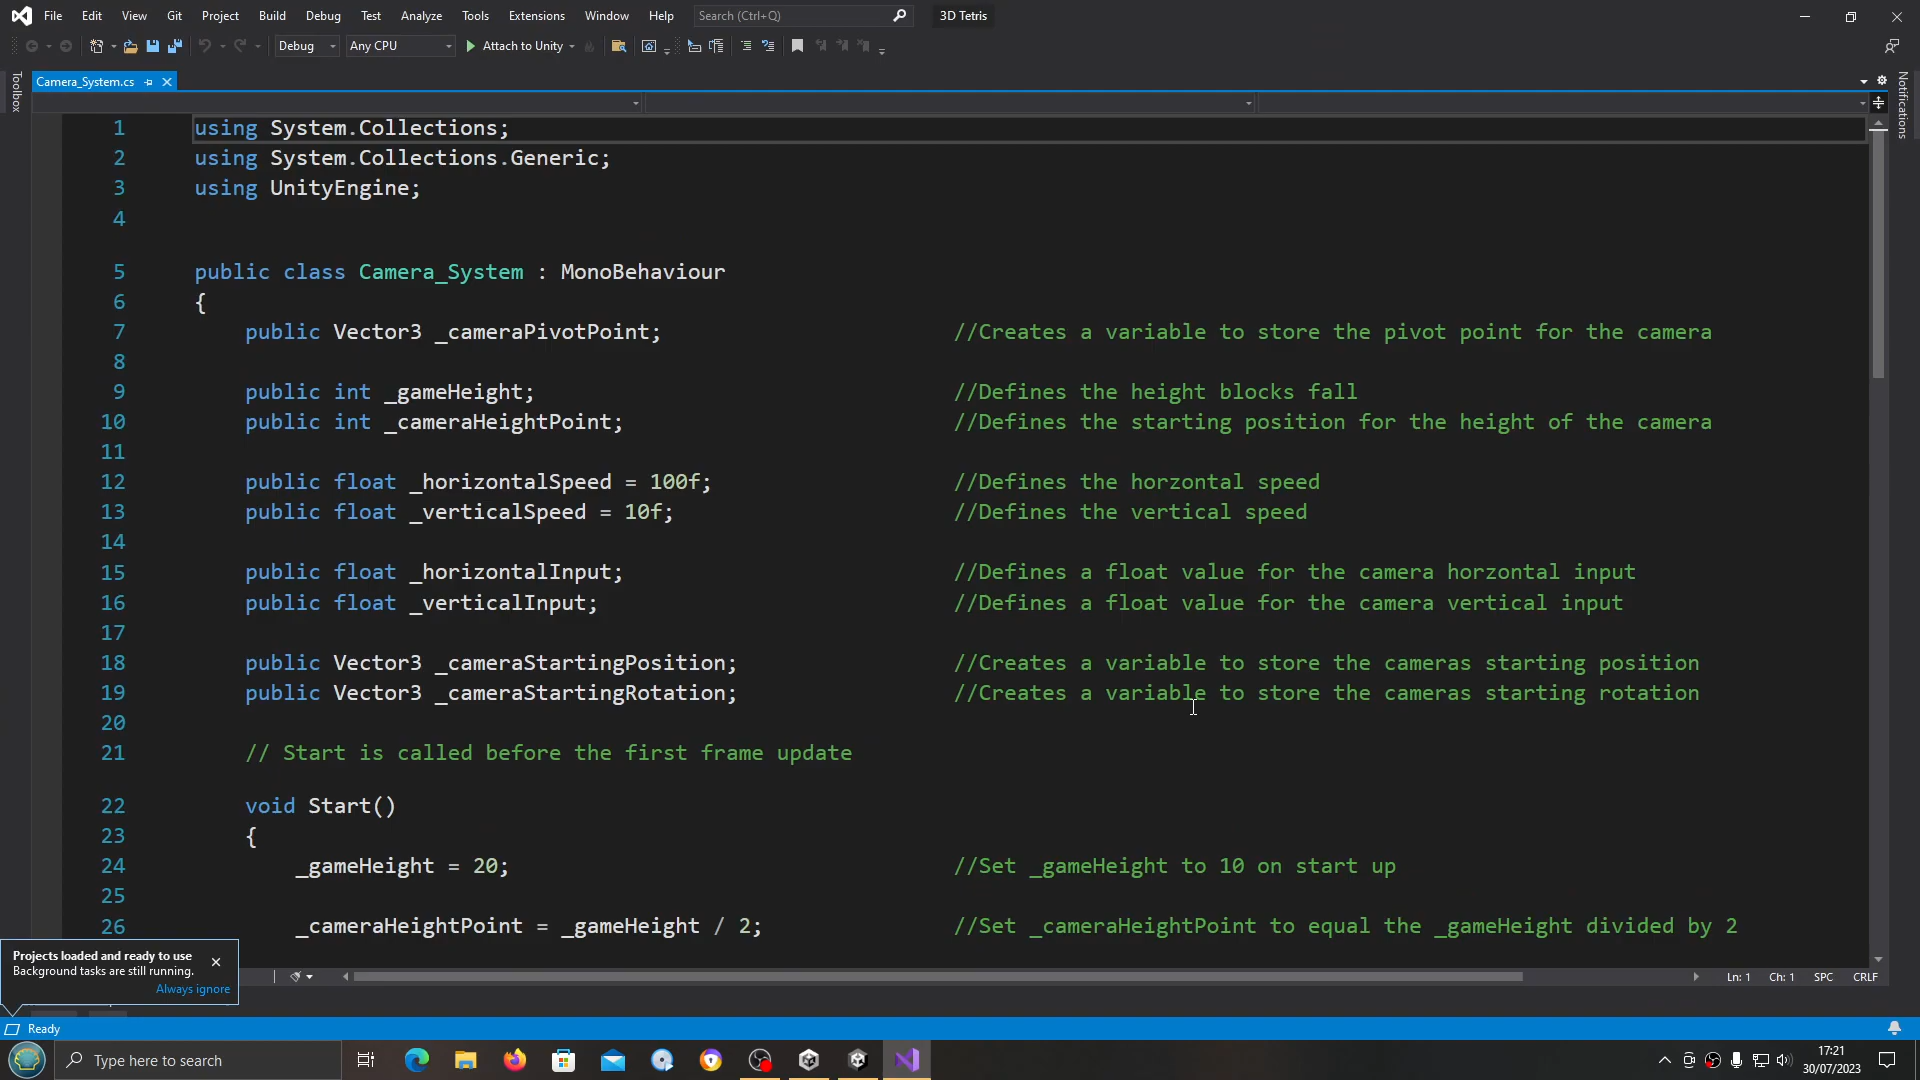 File Edit View Git Project Build Debug Test Analyze Tools Extensions Window Help Search (Ctrl+Q) 3D Tetris
Debug Any CPU Attach to Unity
Camera_System.cs
Toolbox
Notifications
1 using System.Collections;
2 using System.Collections.Generic;
3 using UnityEngine;
4
5 public class Camera_System : MonoBehaviour
6 {
7 public Vector3 _cameraPivotPoint; //Creates a variable to store the pivot point for the camera
8
9 public int _gameHeight; //Defines the height blocks fall
10 public int _cameraHeightPoint; //Defines the starting position for the height of the camera
11
12 public float _horizontalSpeed = 100f; //Defines the horzontal speed
13 public float _verticalSpeed = 10f; //Defines the vertical speed
14
15 public float _horizontalInput; //Defines a float value for the camera horzontal input
16 public float _verticalInput; //Defines a float value for the camera vertical input
17
18 public Vector3 _cameraStartingPosition; //Creates a variable to store the cameras starting position
19 public Vector3 _cameraStartingRotation; //Creates a variable to store the cameras starting rotation
20
21 // Start is called before the first frame update
22 void Start()
23 {
24 _gameHeight = 20; //Set _gameHeight to 10 on start up
25
26 _cameraHeightPoint = _gameHeight / 2; //Set _cameraHeightPoint to equal the _gameHeight divided by 2
Projects loaded and ready to use
Background tasks are still running.
Always ignore
Ln: 1 Ch: 1 SPC CRLF
Ready
Type here to search
17:21
30/07/2023